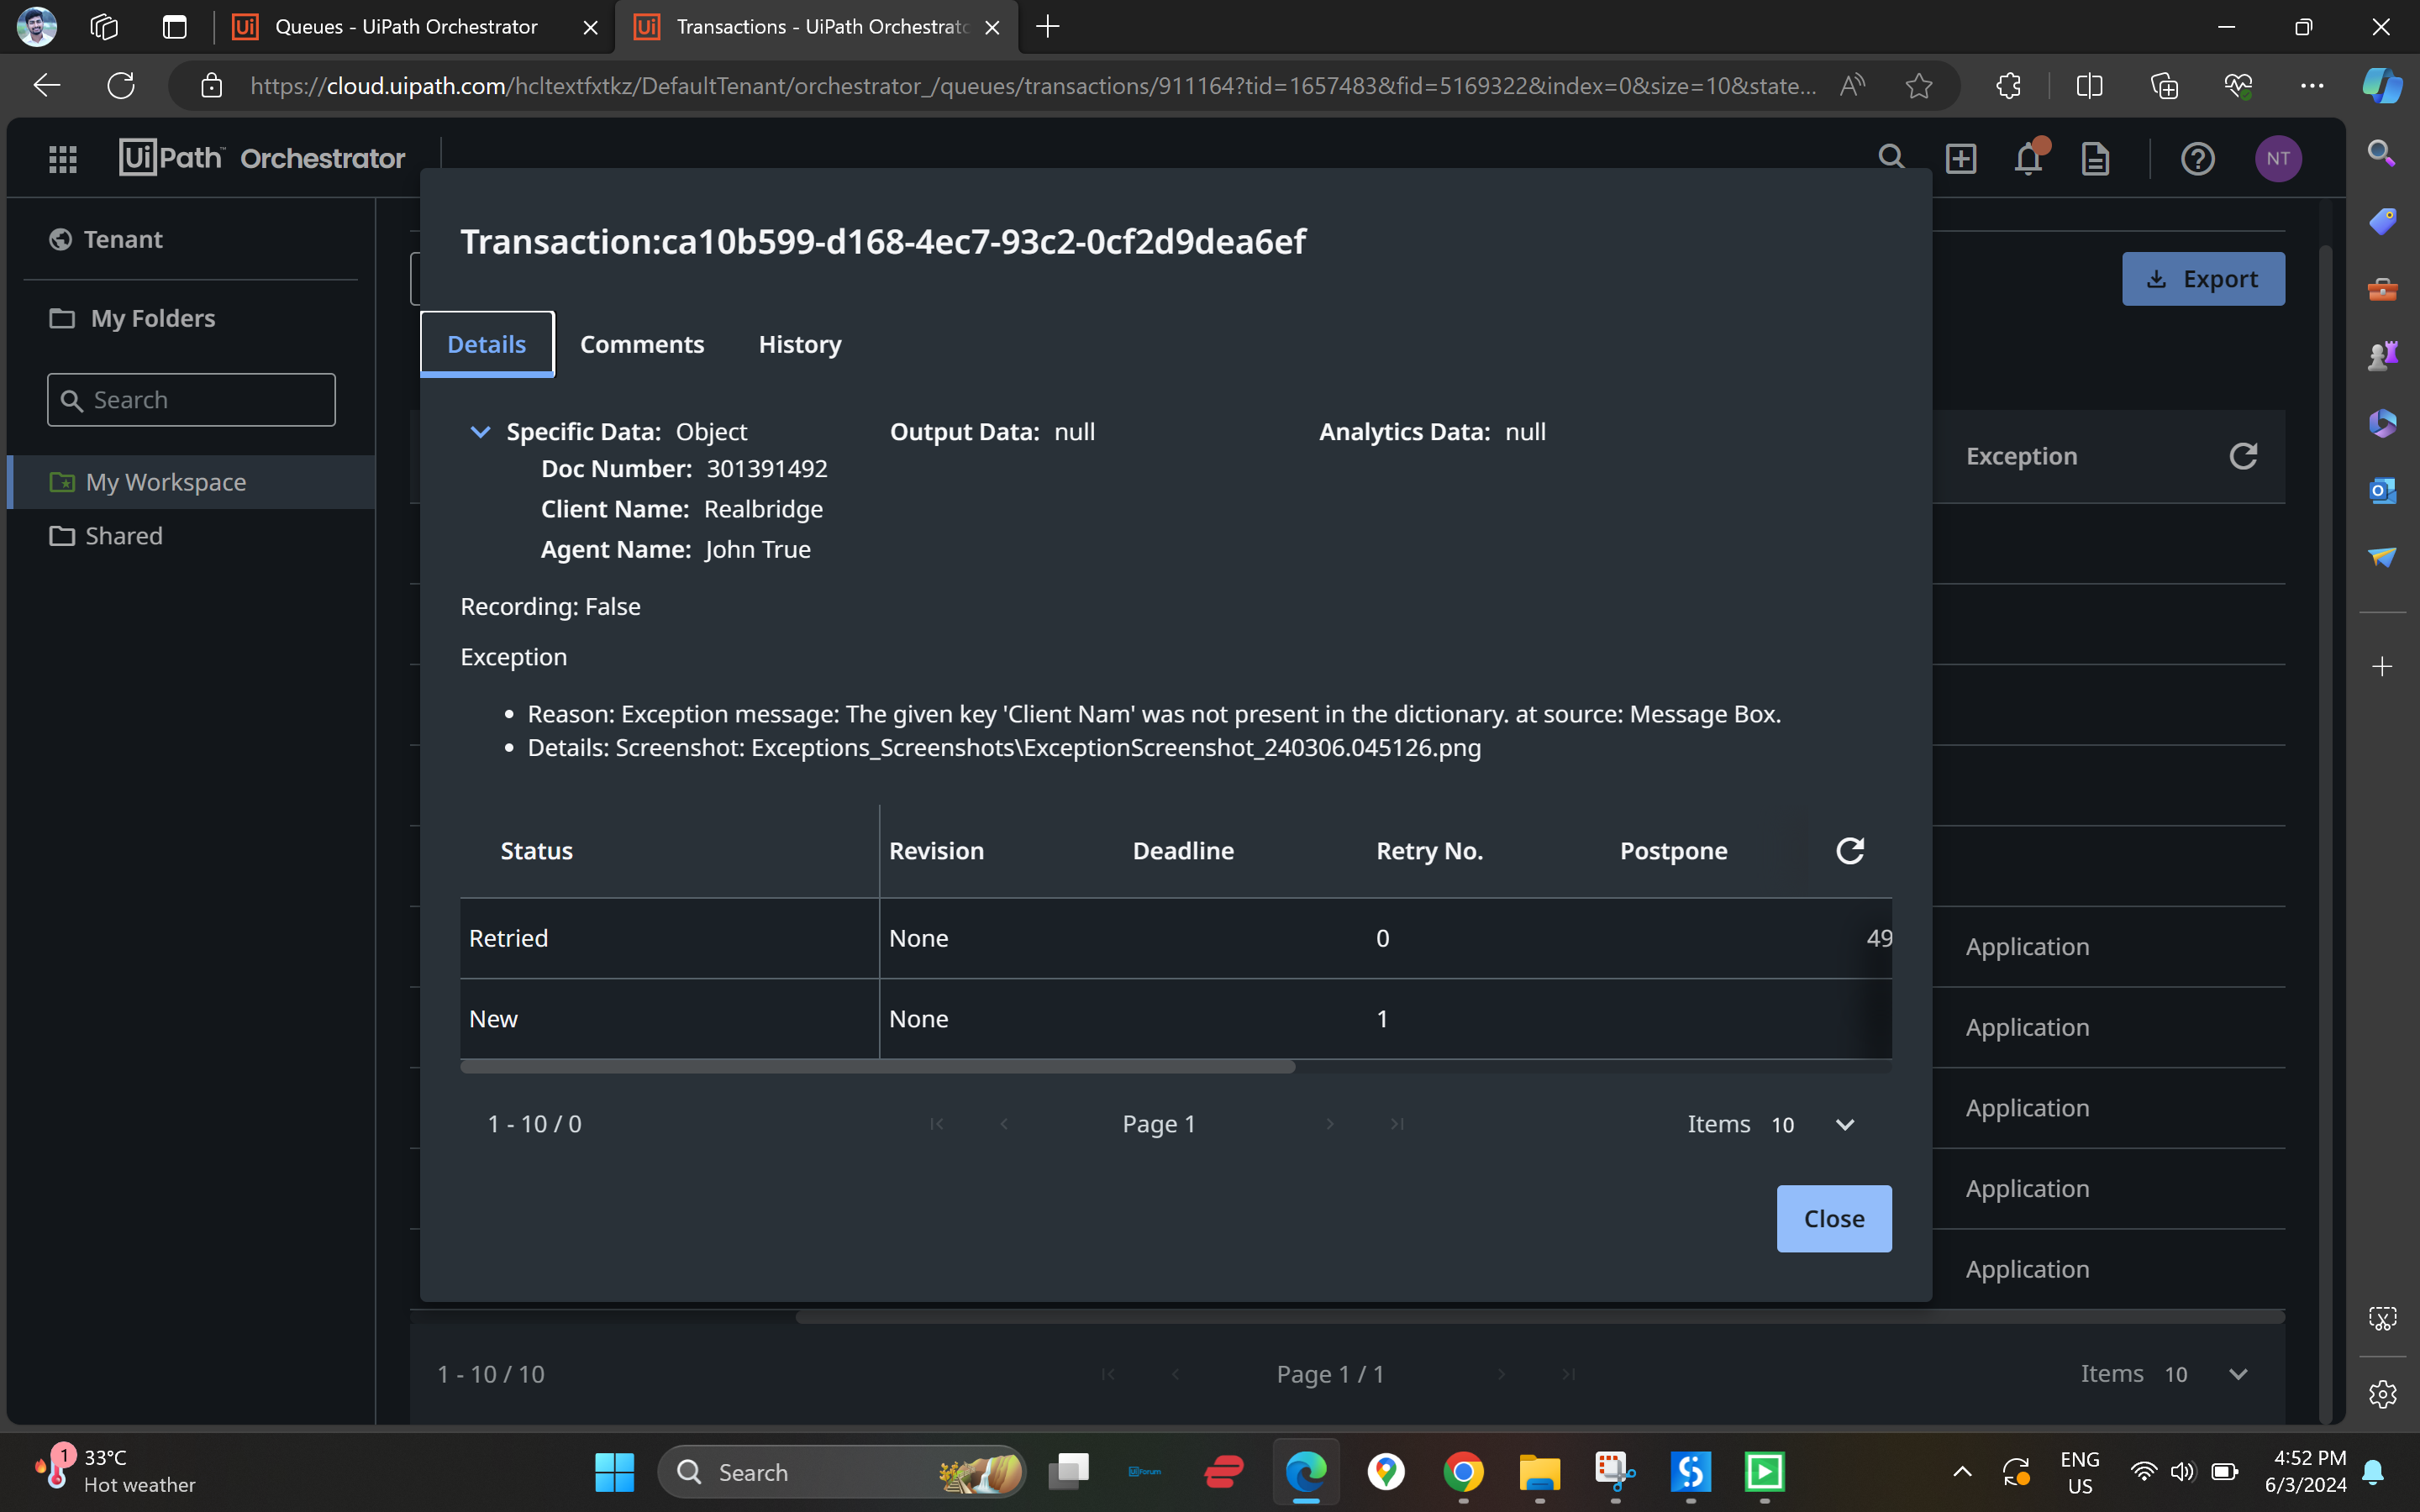 Queues - UiPath Orchestrator
Transactions - UiPath Orchestrato
https://cloud.uipath.com/hcltextfxtkz/DefaultTenant/orchestrator_/queues/transactions/911164?tid=1657483&fid=5169322&index=0&size=10&state...
UiPath™ Orchestrator
NT
Tenant
My Folders
Search
My Workspace
Shared
Export
Exception
Transaction:ca10b599-d168-4ec7-93c2-0cf2d9dea6ef
Details Comments History
Specific Data: Object Output Data: null Analytics Data: null
Doc Number: 301391492
Client Name: Realbridge
Agent Name: John True
Recording: False
Exception
• Reason: Exception message: The given key 'Client Nam' was not present in the dictionary. at source: Message Box.
• Details: Screenshot: Exceptions_Screenshots\ExceptionScreenshot_240306.045126.png
Status Revision Deadline Retry No. Postpone
Retried None 0 49
New None 1
1 - 10 / 0 Page 1 Items 10
Close
Application
Application
Application
Application
Application
1 - 10 / 10 Page 1 / 1 Items 10
1
33°C
Hot weather
Search
UiForum
ENG
US
4:52 PM
6/3/2024